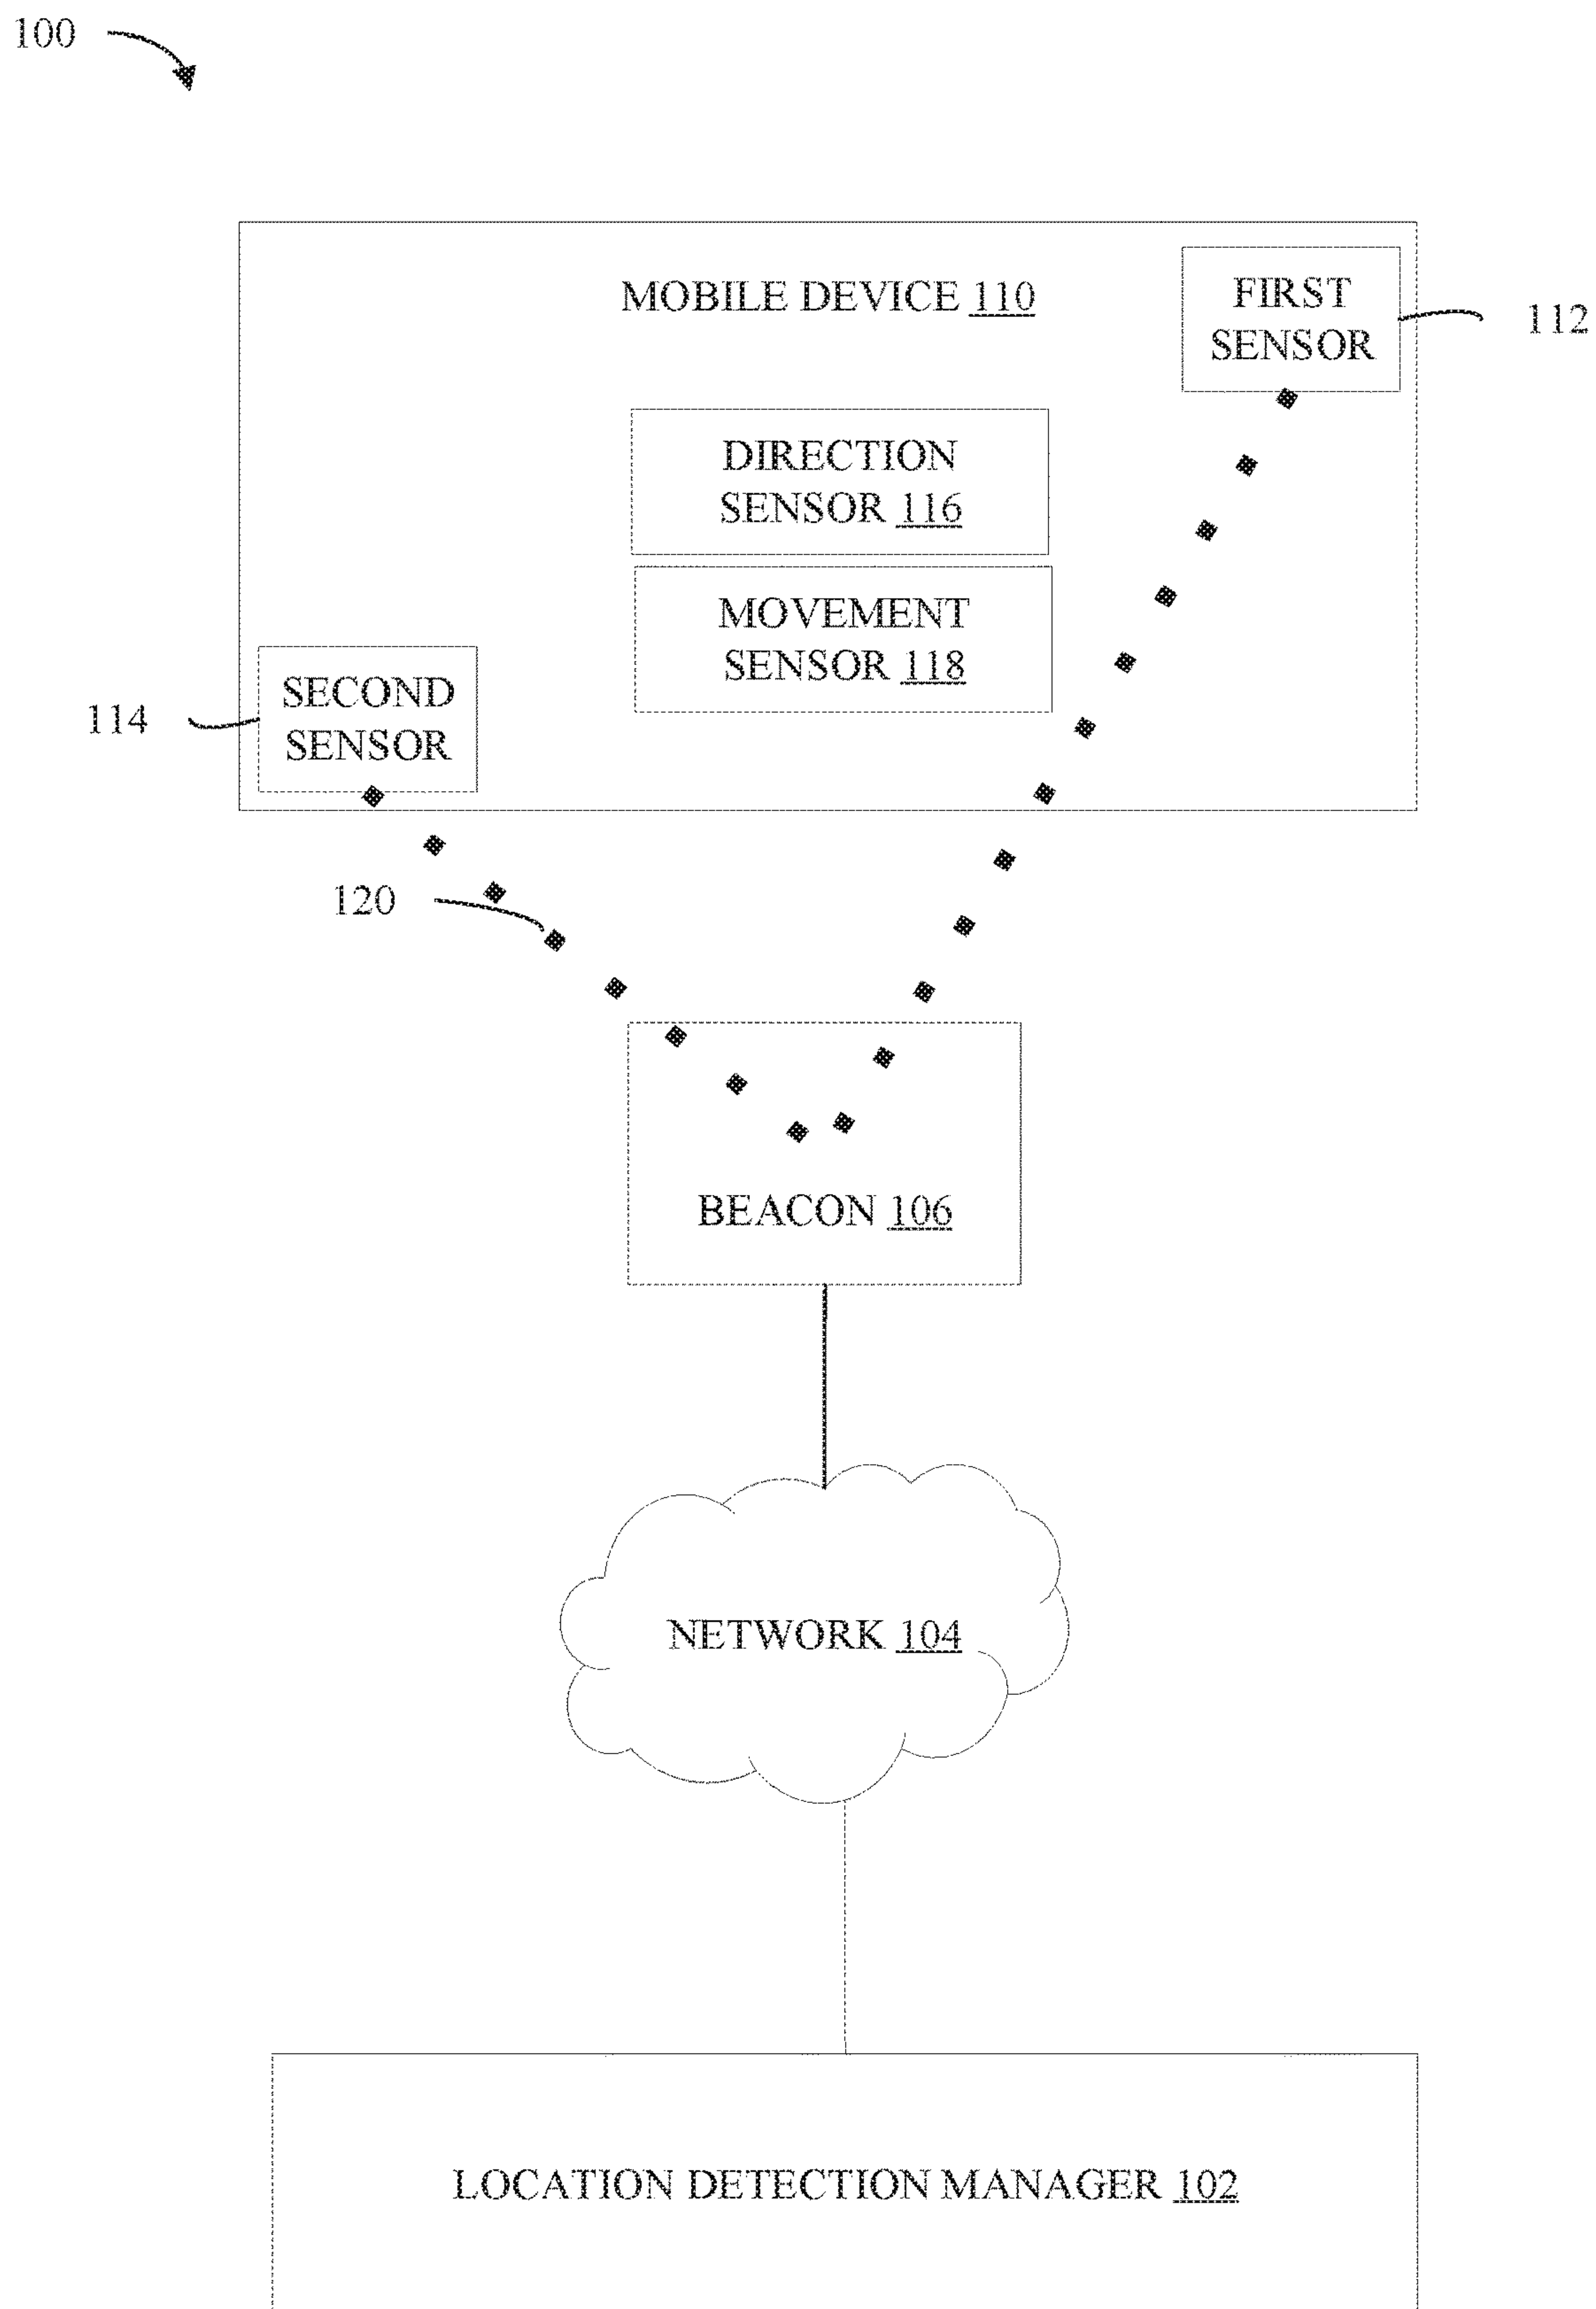 100
MOBILE DEVICE 110
FIRST
SENSOR
112
DIRECTION
SENSOR 116
MOVEMENT
SENSOR 118
SECOND
SENSOR
114
120
BEACON 106
NETWORK 104
LOCATION DETECTION MANAGER 102